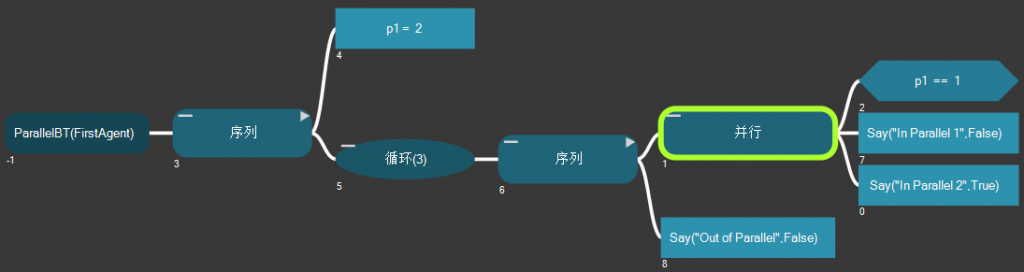 ParallelBT(FirstAgent)
-1
序列
3
p1 = 2
4
循环(3)
5
序列
6
并行
1
p1 == 1
2
Say("In Parallel 1",False)
7
Say("In Parallel 2",True)
0
Say("Out of Parallel",False)
8